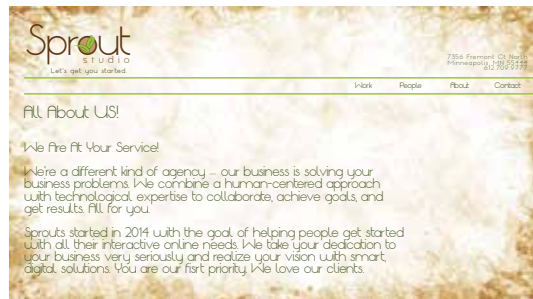 Sprout
studio
Let's get you started.
7356 Fremont Ct North
Minneapolis, MN 55444
612.709.9777
Work People About Contact
All About US!
We Are At Your Service!
We're a different kind of agency – our business is solving your
business problems. We combine a human-centered approach
with technological expertise to collaborate, achieve goals, and
get results. All for you.
Sprouts started in 2014 with the goal of helping people get started
with all their interactive online needs. We take your dedication to
your business very seriously and realize your vision with smart,
digital solutions. You are our fisrt priority. We love our clients.